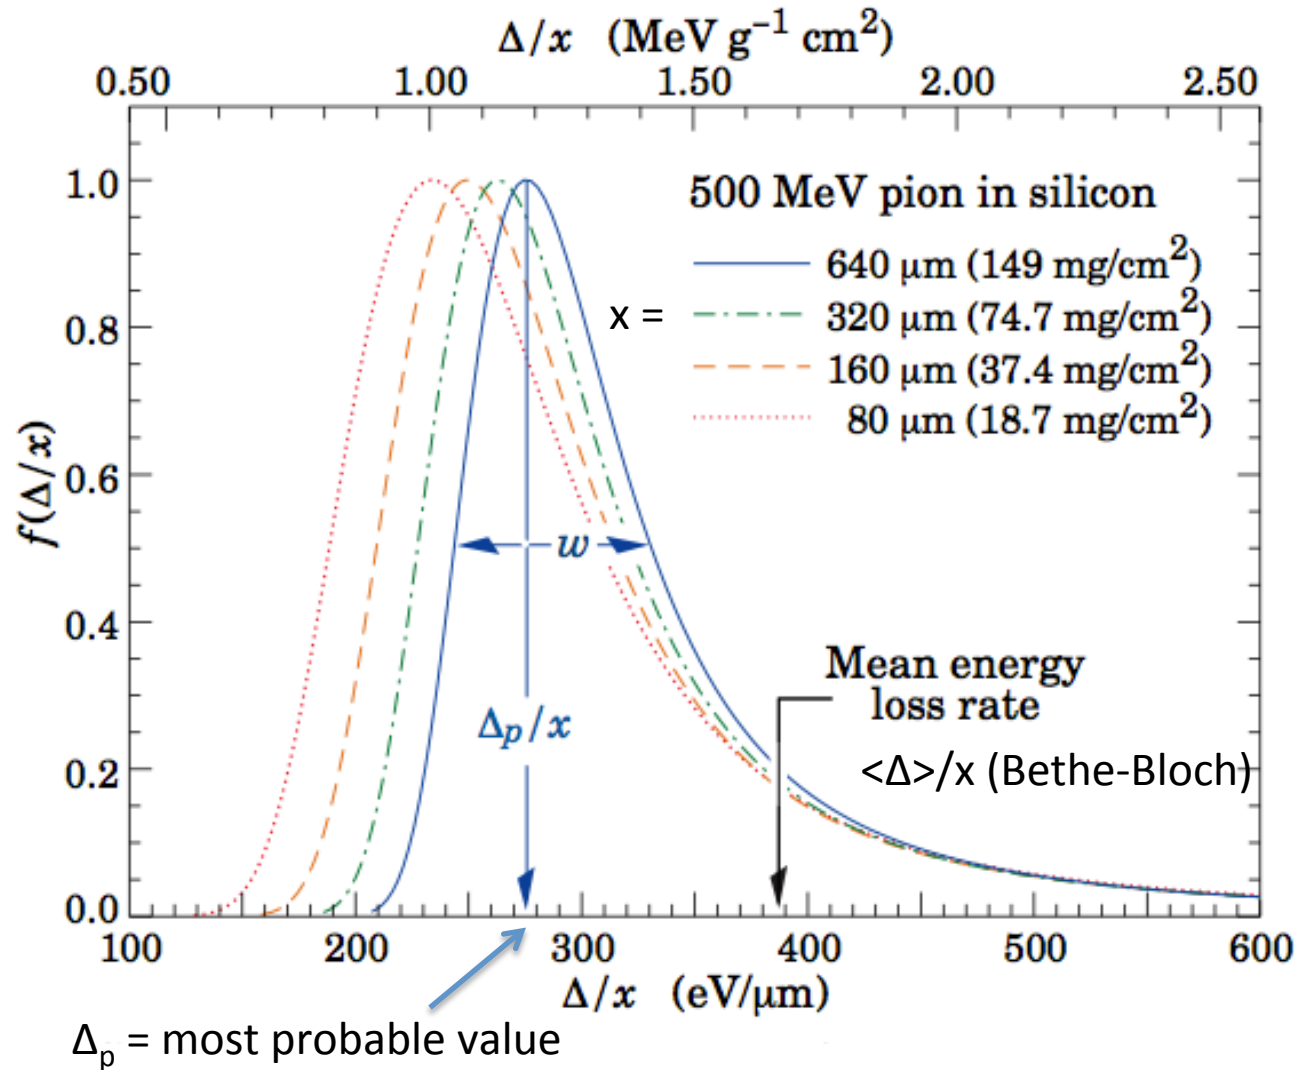 Δ/x (MeV g⁻¹ cm²)
0.50 1.00 1.50 2.00 2.50
1.0
0.8
0.6
0.4
0.2
0.0
f(Δ/x)
500 MeV pion in silicon
x =
640 μm (149 mg/cm²)
320 μm (74.7 mg/cm²)
160 μm (37.4 mg/cm²)
80 μm (18.7 mg/cm²)
w
Δp/x
Mean energy
loss rate
<Δ>/x (Bethe-Bloch)
100 200 300 400 500 600
Δ/x (eV/μm)
Δp = most probable value